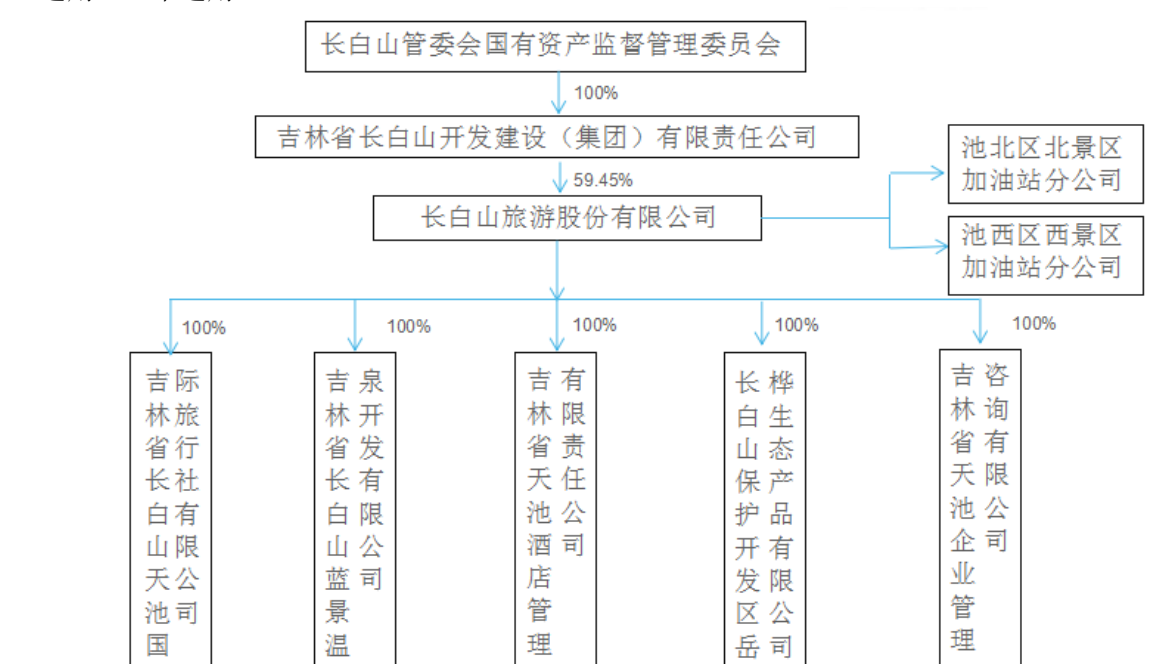 长白山管委会国有资产监督管理委员会
100%
吉林省长白山开发建设（集团）有限责任公司
59.45%
长白山旅游股份有限公司
池北区北景区
加油站分公司
池西区西景区
加油站分公司
100%
100%
100%
100%
100%
吉林省长白山天池国
际旅行社有限公司
吉林省长白山蓝景温
泉开发有限公司
吉林省天池酒店管理
有限责任公司
长白山保护开发区岳
桦生态产品有限公司
吉林省天池企业管理
咨询有限公司